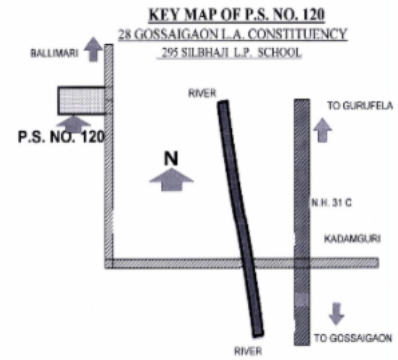 KEY MAP OF P.S. NO. 120
28 GOSSAIGAON L.A. CONSTITUENCY
295 SILBHAJI L.P. SCHOOL
BALLIMARI
RIVER
TO GURUFELA
P.S. NO. 120
N
N.H. 31 C
KADAMGURI
TO GOSSAIGAON
RIVER